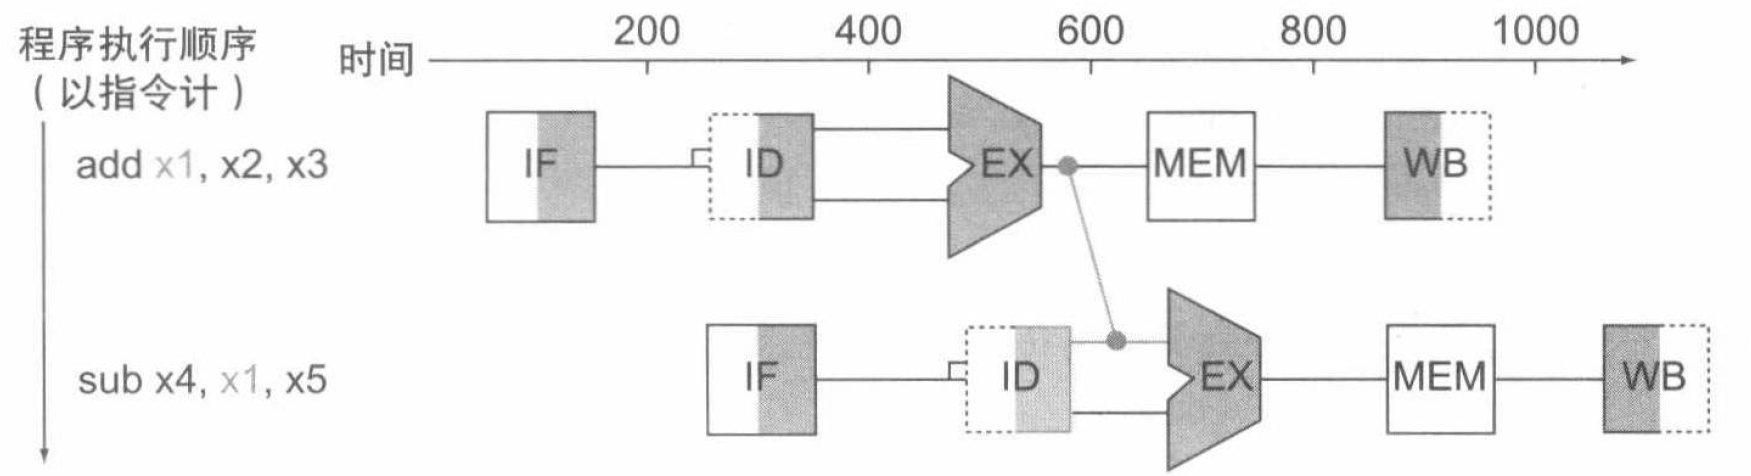 程序执行顺序
（以指令计）
时间
200 400 600 800 1000
add x1, x2, x3
IF ID EX MEM WB
sub x4, x1, x5
IF ID EX MEM WB